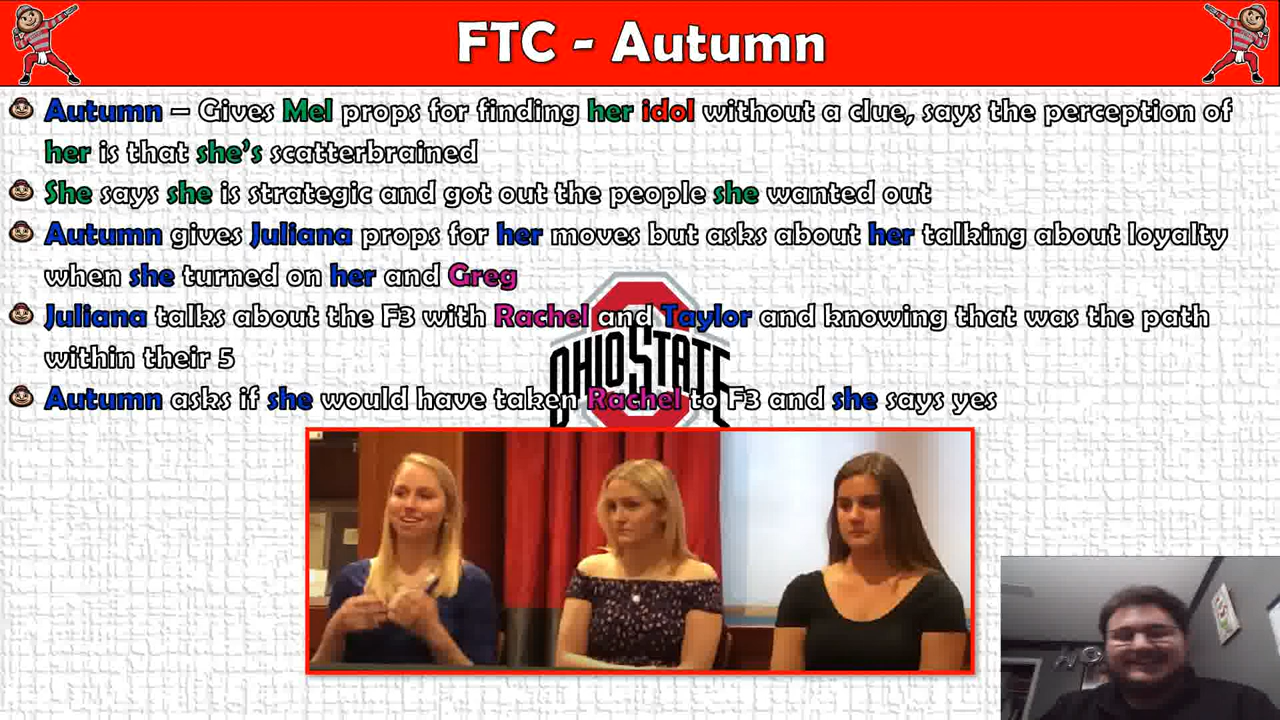 FTC - Autumn
Autumn – Gives Mel props for finding her idol without a clue, says the perception of
her is that she's scatterbrained
She says she is strategic and got out the people she wanted out
Autumn gives Juliana props for her moves but asks about her talking about loyalty
when she turned on her and Greg
Juliana talks about the F3 with Rachel and Taylor and knowing that was the path
within their 5
Autumn asks if she would have taken Rachel to F3 and she says yes
OHIO STATE